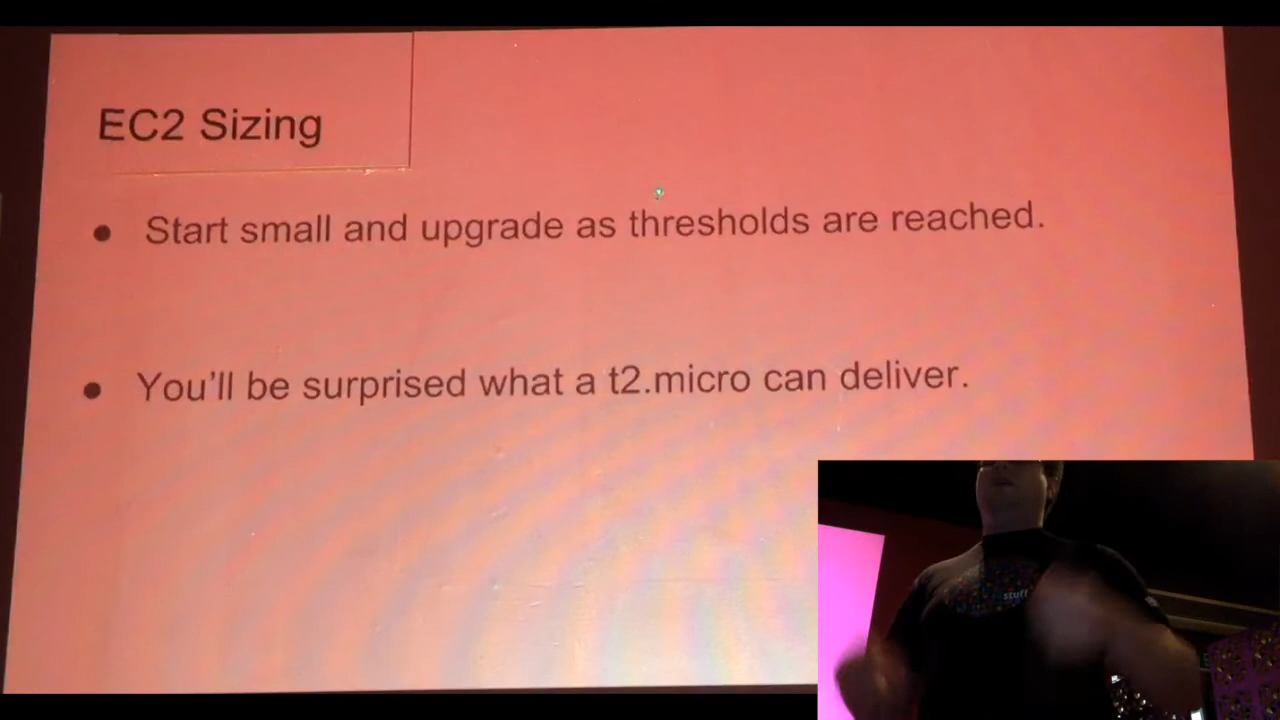 EC2 Sizing
● Start small and upgrade as thresholds are reached.
● You'll be surprised what a t2.micro can deliver.
stuff